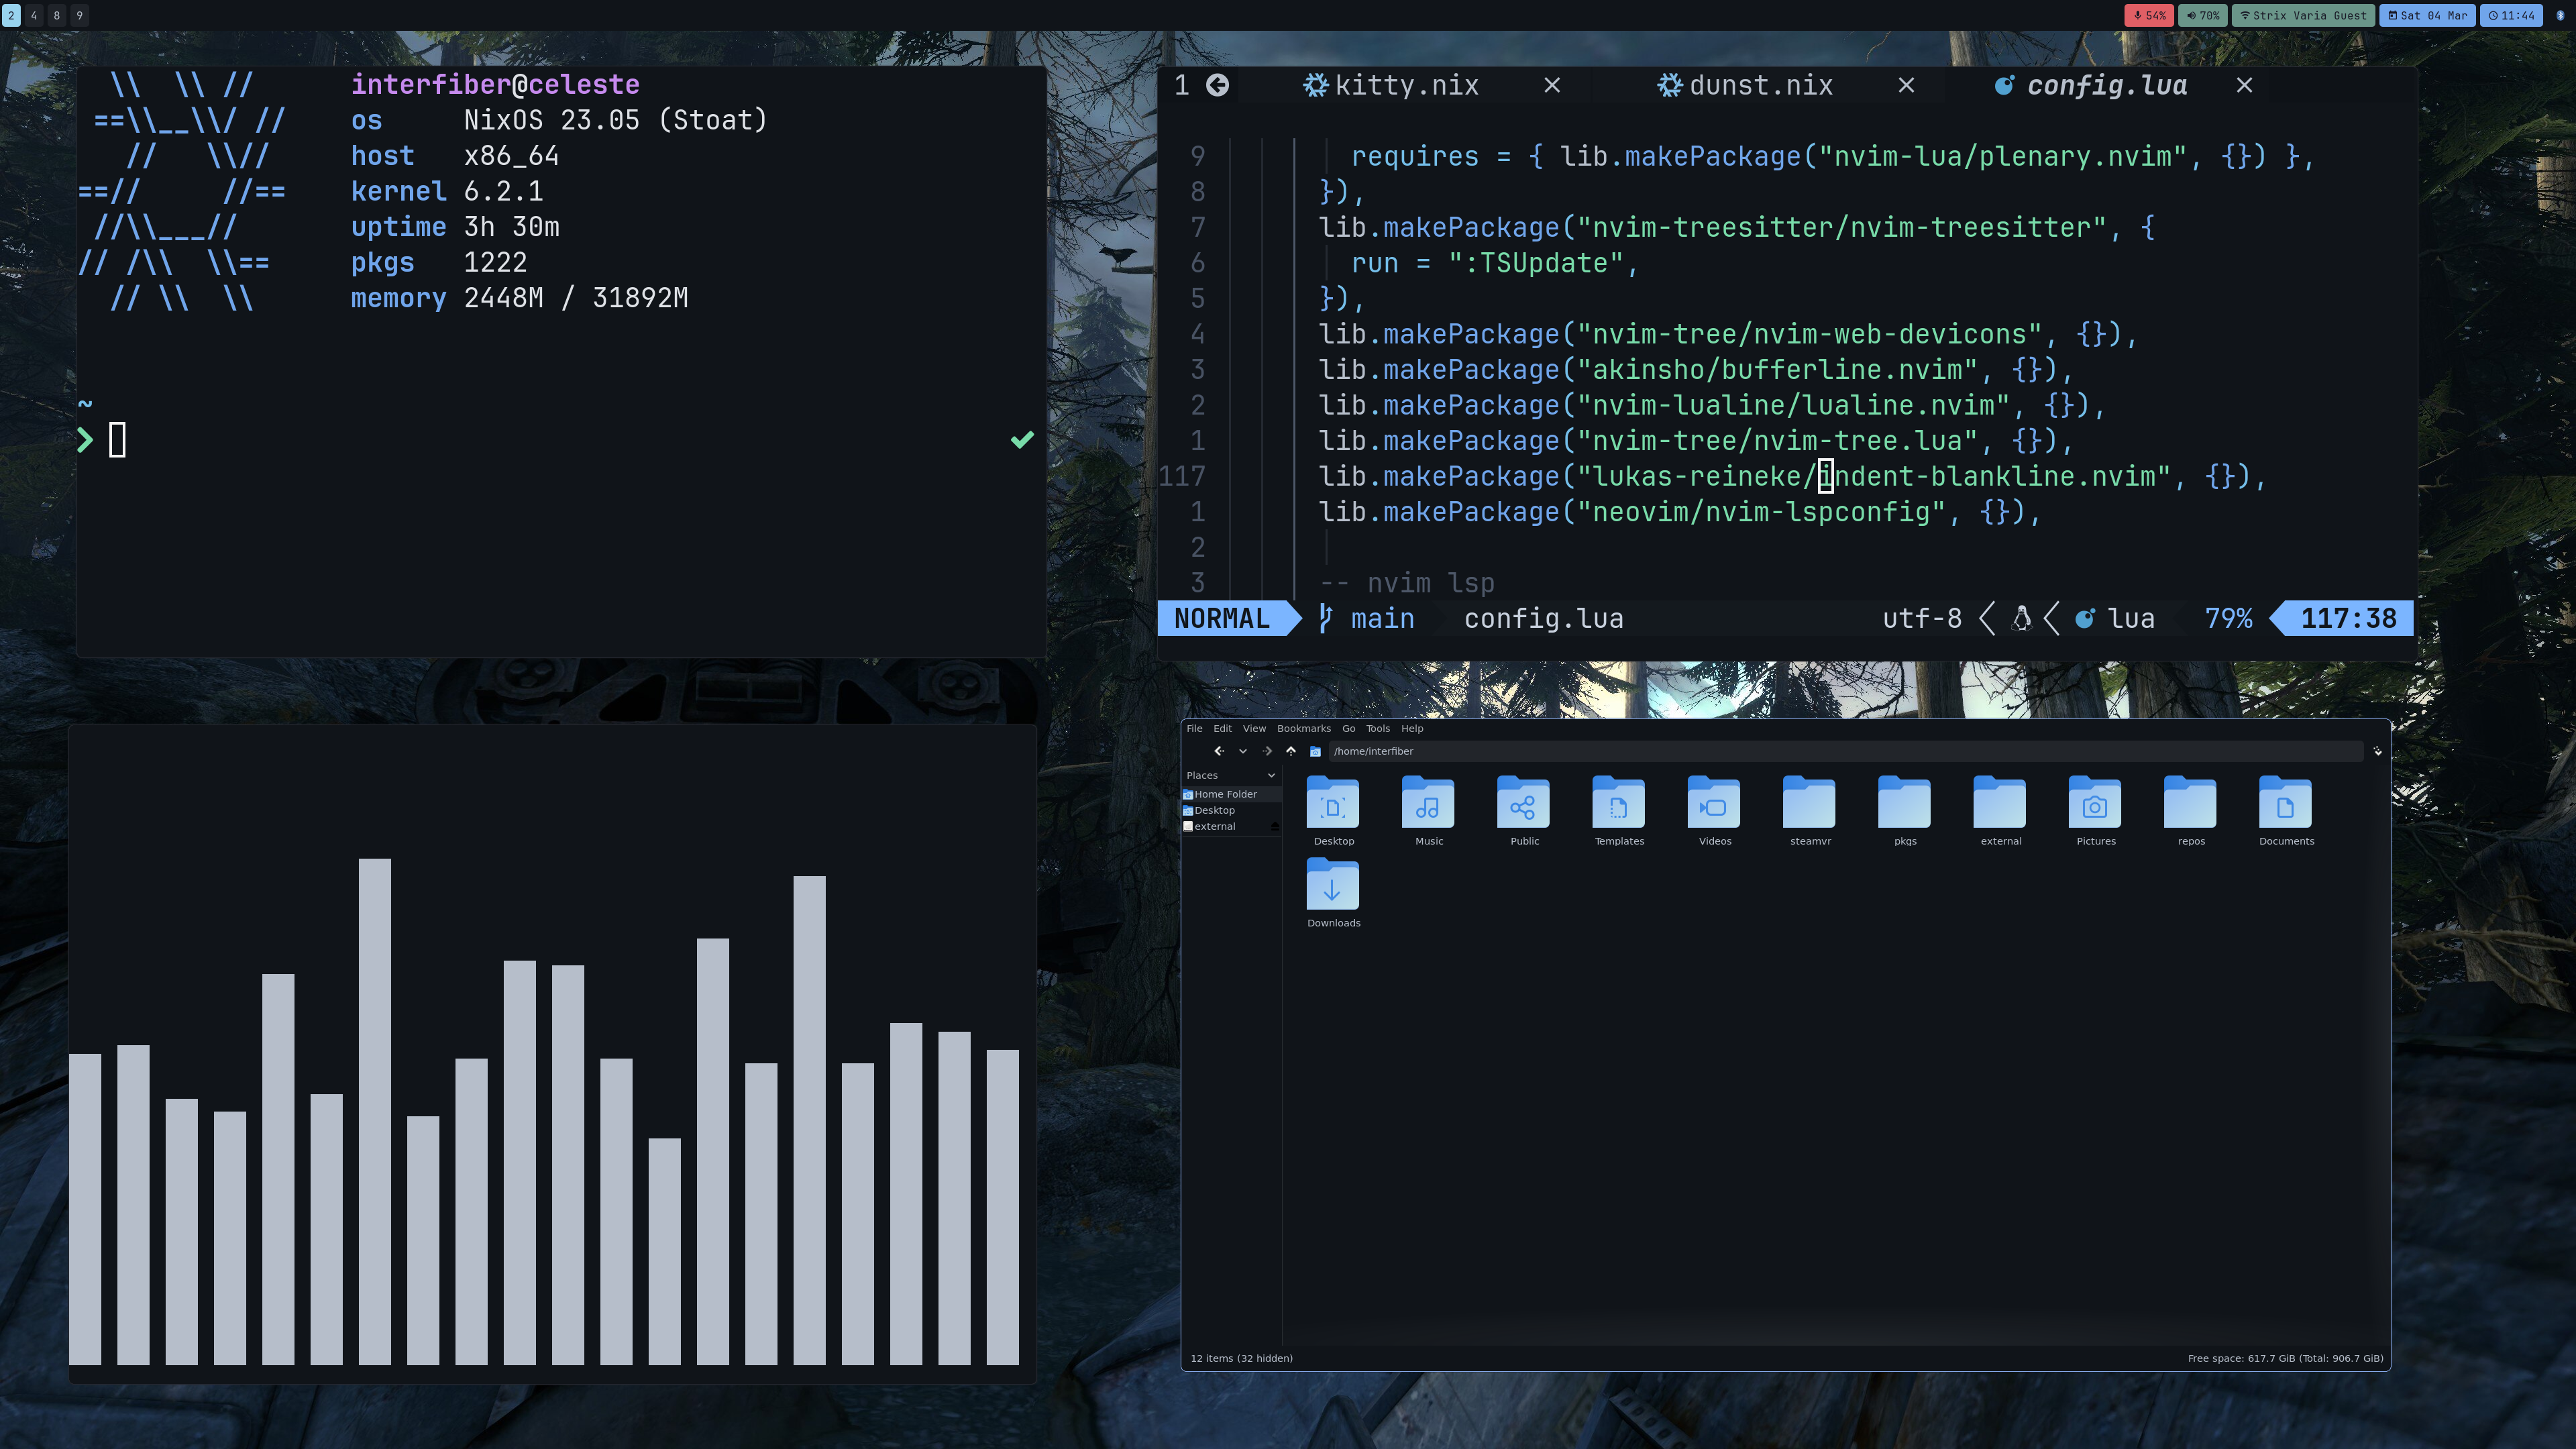 2 4 8 9
54% 70% Strix Varia Guest Sat 04 Mar 11:44
\\   \\ //
==\\__\\/ //
//   \\//
==//     //==
//\\___//
// /\\  \\==
// \\  \\
interfiber@celeste
os NixOS 23.05 (Stoat)
host x86_64
kernel 6.2.1
uptime 3h 30m
pkgs 1222
memory 2448M / 31892M
~
1 kitty.nix dunst.nix config.lua
9 requires = { lib.makePackage("nvim-lua/plenary.nvim", {}) },
8 }),
7 lib.makePackage("nvim-treesitter/nvim-treesitter", {
6 run = ":TSUpdate",
5 }),
4 lib.makePackage("nvim-tree/nvim-web-devicons", {}),
3 lib.makePackage("akinsho/bufferline.nvim", {}),
2 lib.makePackage("nvim-lualine/lualine.nvim", {}),
1 lib.makePackage("nvim-tree/nvim-tree.lua", {}),
117 lib.makePackage("lukas-reineke/indent-blankline.nvim", {}),
1 lib.makePackage("neovim/nvim-lspconfig", {}),
2
3 -- nvim lsp
NORMAL main config.lua utf-8 lua 79% 117:38
File Edit View Bookmarks Go Tools Help
/home/interfiber
Places
Home Folder
Desktop
external
Desktop Music Public Templates Videos steamvr pkgs external Pictures repos Documents
Downloads
12 items (32 hidden) Free space: 617.7 GiB (Total: 906.7 GiB)